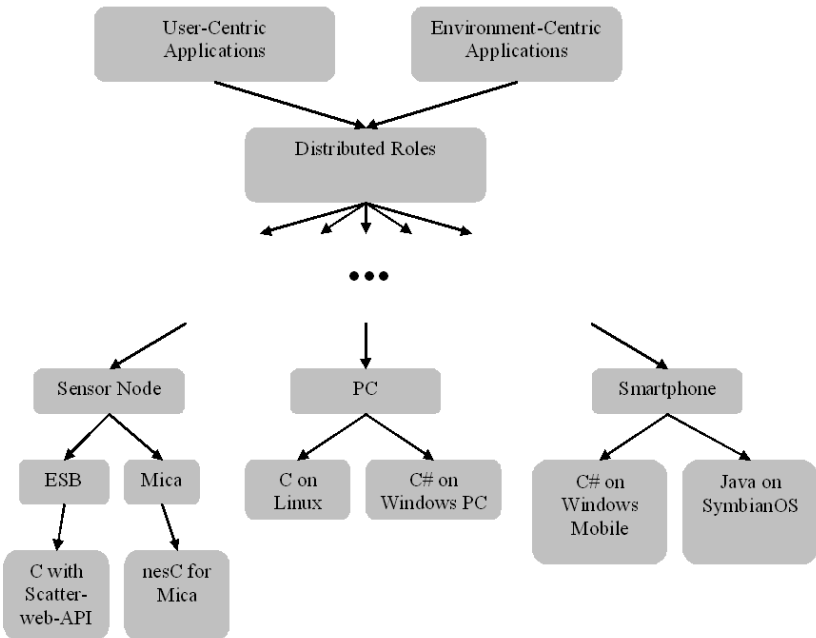 User-Centric
Applications
Environment-Centric
Applications
Distributed Roles
...
Sensor Node
PC
Smartphone
ESB
Mica
C on
Linux
C# on
Windows PC
C# on
Windows
Mobile
Java on
SymbianOS
C with
Scatter-
web-API
nesC for
Mica